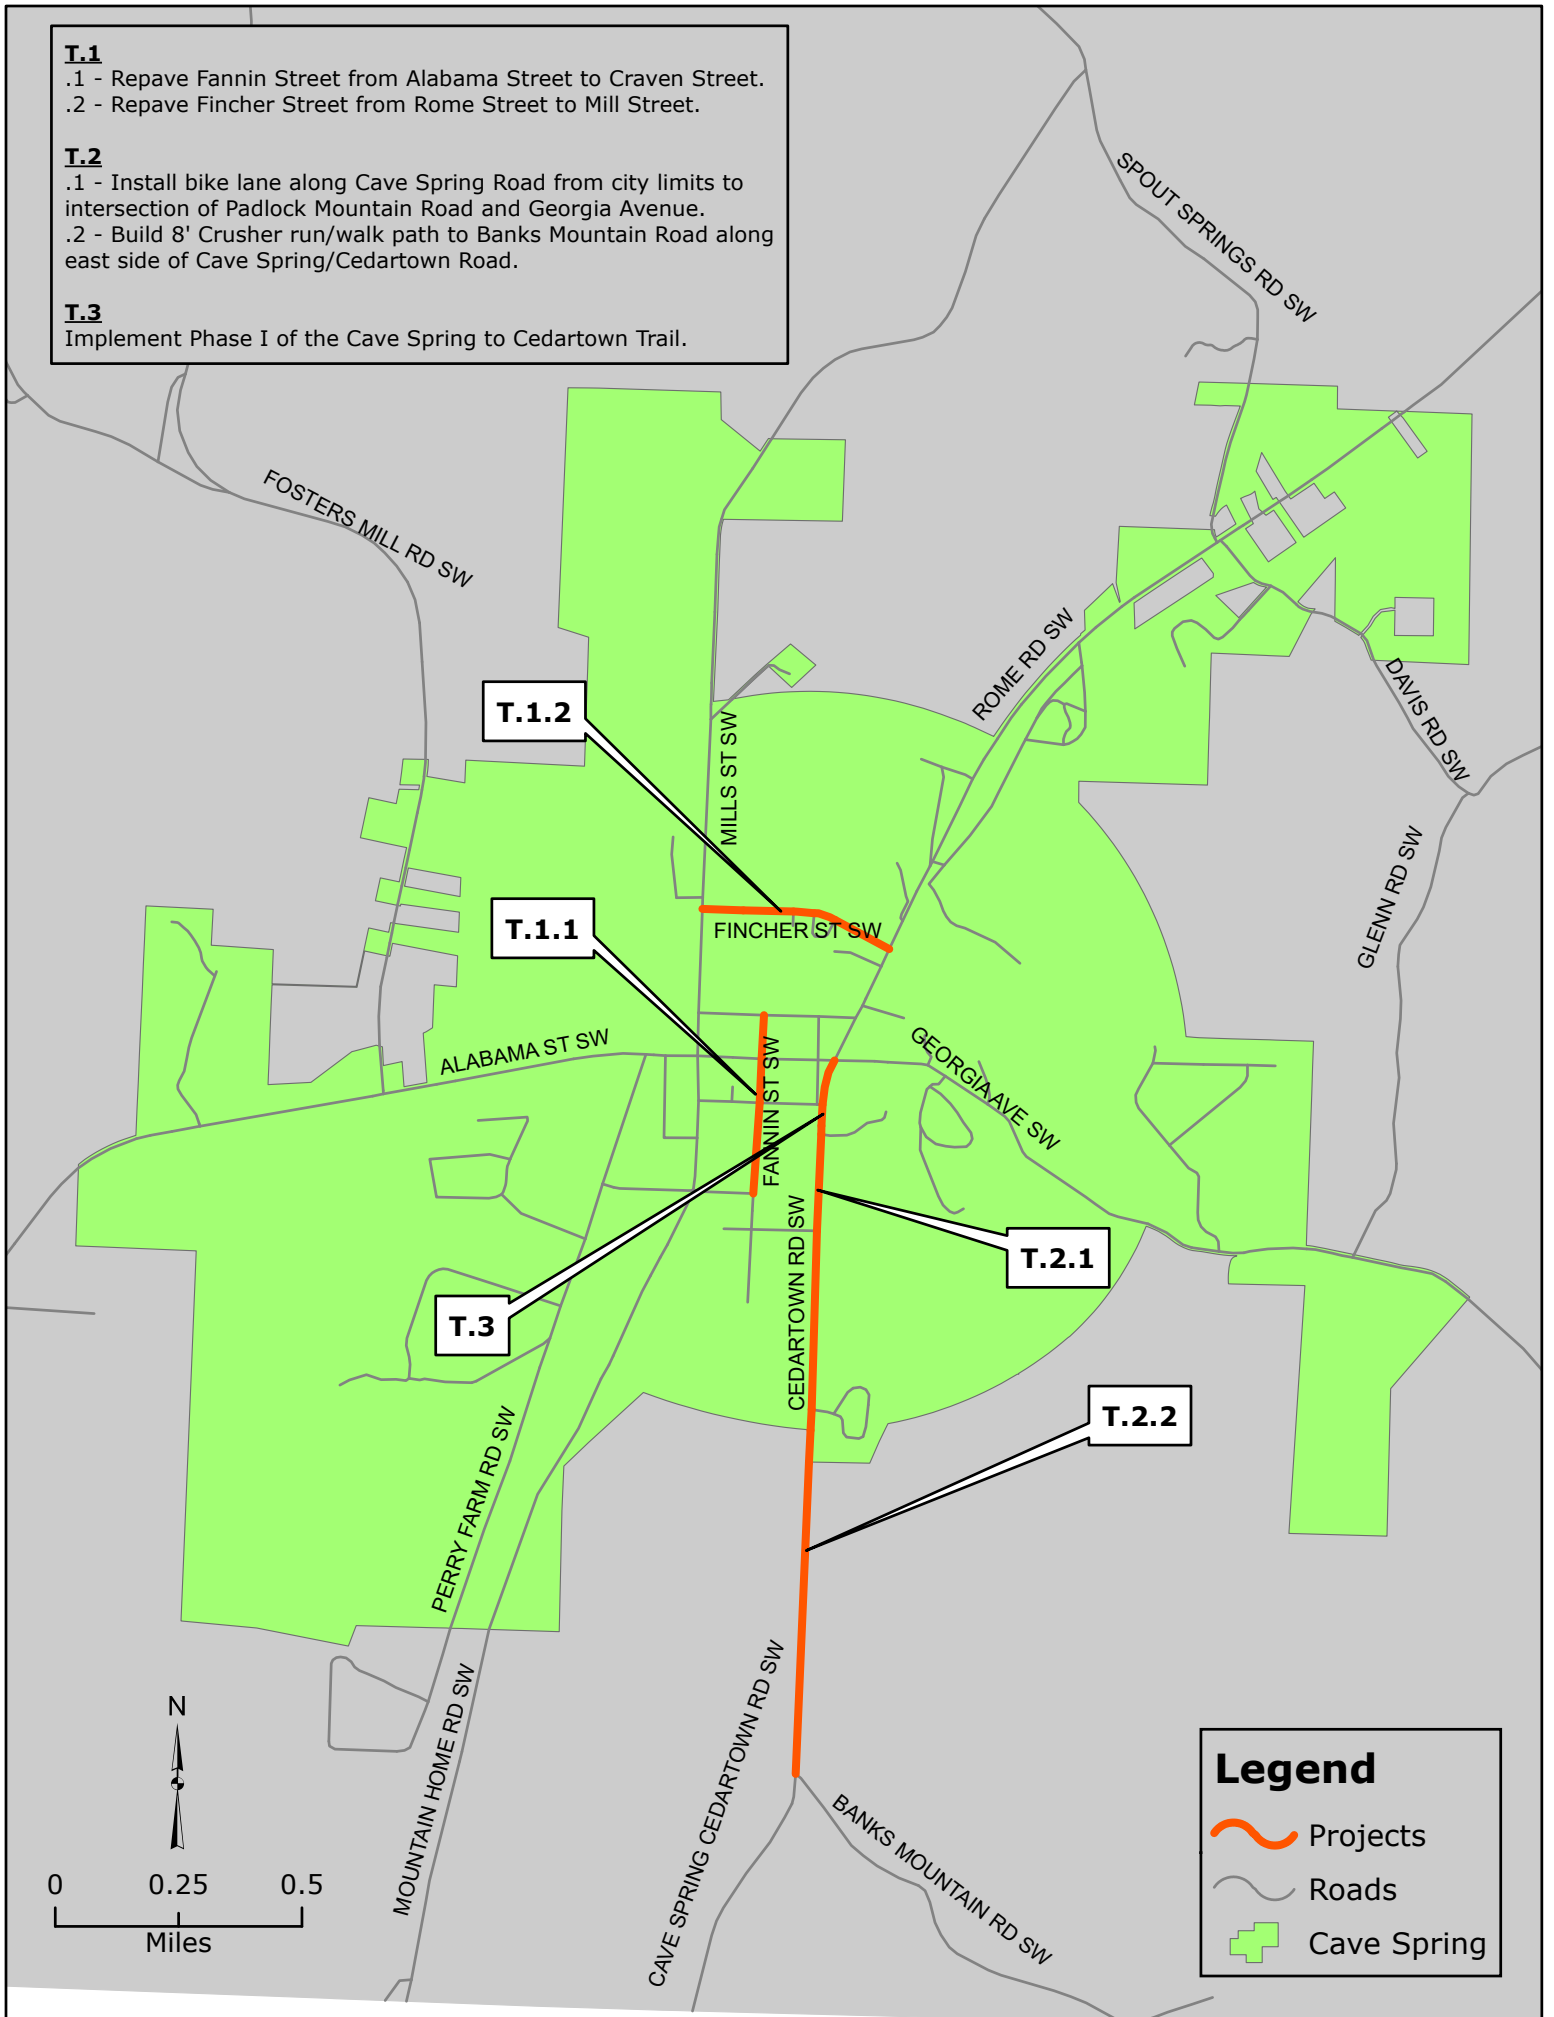 T.1
.1 - Repave Fannin Street from Alabama Street to Craven Street.
.2 - Repave Fincher Street from Rome Street to Mill Street.
T.2
.1 - Install bike lane along Cave Spring Road from city limits to
intersection of Padlock Mountain Road and Georgia Avenue.
.2 - Build 8' Crusher run/walk path to Banks Mountain Road along
east side of Cave Spring/Cedartown Road.
T.3
Implement Phase I of the Cave Spring to Cedartown Trail.
SPOUT SPRINGS RD SW
FOSTERS MILL RD SW
ROME RD SW
DAVIS RD SW
T.1.2
MILLS ST SW
GLENN RD SW
T.1.1
FINCHER ST SW
ALABAMA ST SW
FANNIN ST SW
GEORGIA AVE SW
CEDARTOWN RD SW
T.2.1
T.3
T.2.2
PERRY FARM RD SW
MOUNTAIN HOME RD SW
CAVE SPRING CEDARTOWN RD SW
BANKS MOUNTAIN RD SW
N
0 0.25 0.5
Miles
Legend
Projects
Roads
Cave Spring